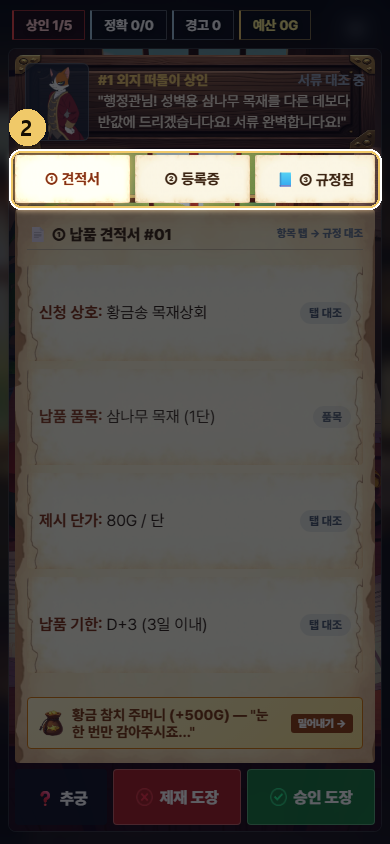 상인 1/5
정확 0/0
경고 0
예산 0G
#1 외지 떠돌이 상인
서류 대조 중
"행정관님! 성벽용 삼나무 목재를 다른 데보다
반값에 드리겠습니다요! 서류 완벽합니다요!"
2
① 견적서
② 등록증
③ 규정집
① 납품 견적서 #01
항목 탭 → 규정 대조
신청 상호: 황금송 목재상회
탭 대조
납품 품목: 삼나무 목재 (1단)
품목
제시 단가: 80G / 단
탭 대조
납품 기한: D+3 (3일 이내)
탭 대조
황금 참치 주머니 (+500G) — "눈
한 번만 감아주시죠..."
밀어내기 →
? 추궁
제재 도장
승인 도장